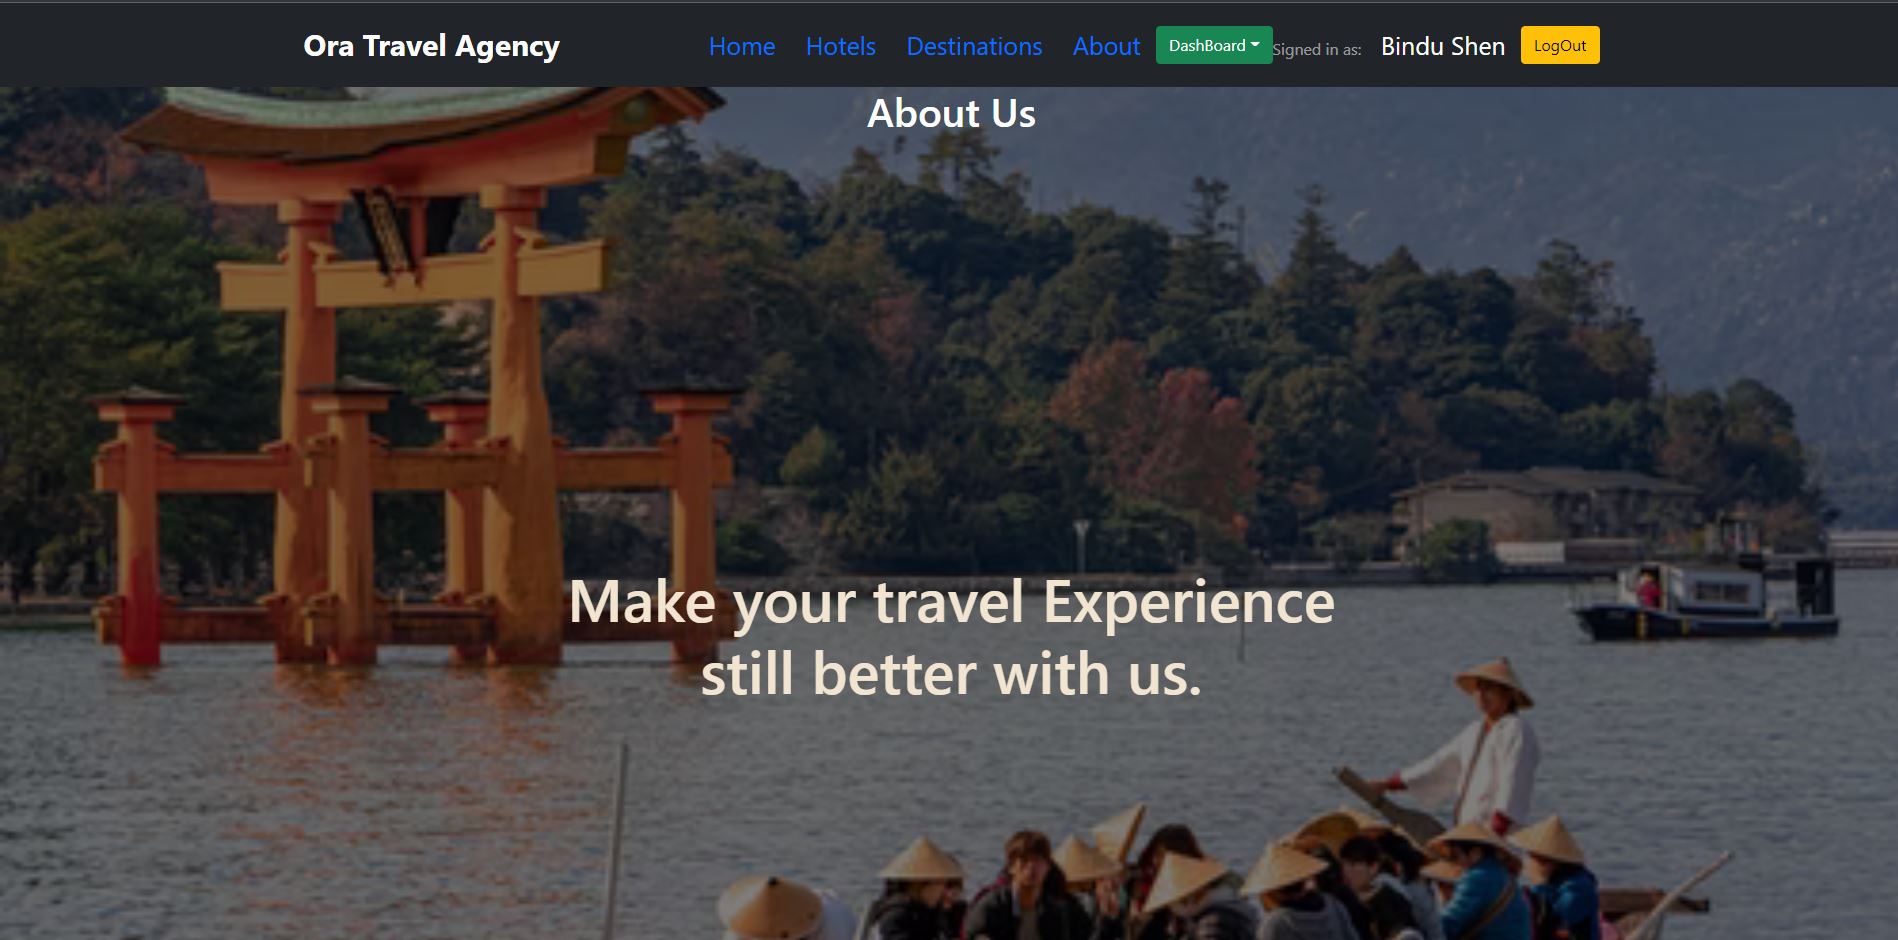 Ora Travel Agency Home Hotels Destinations About DashBoard Signed in as: Bindu Shen LogOut
About Us
Make your travel Experience
still better with us.